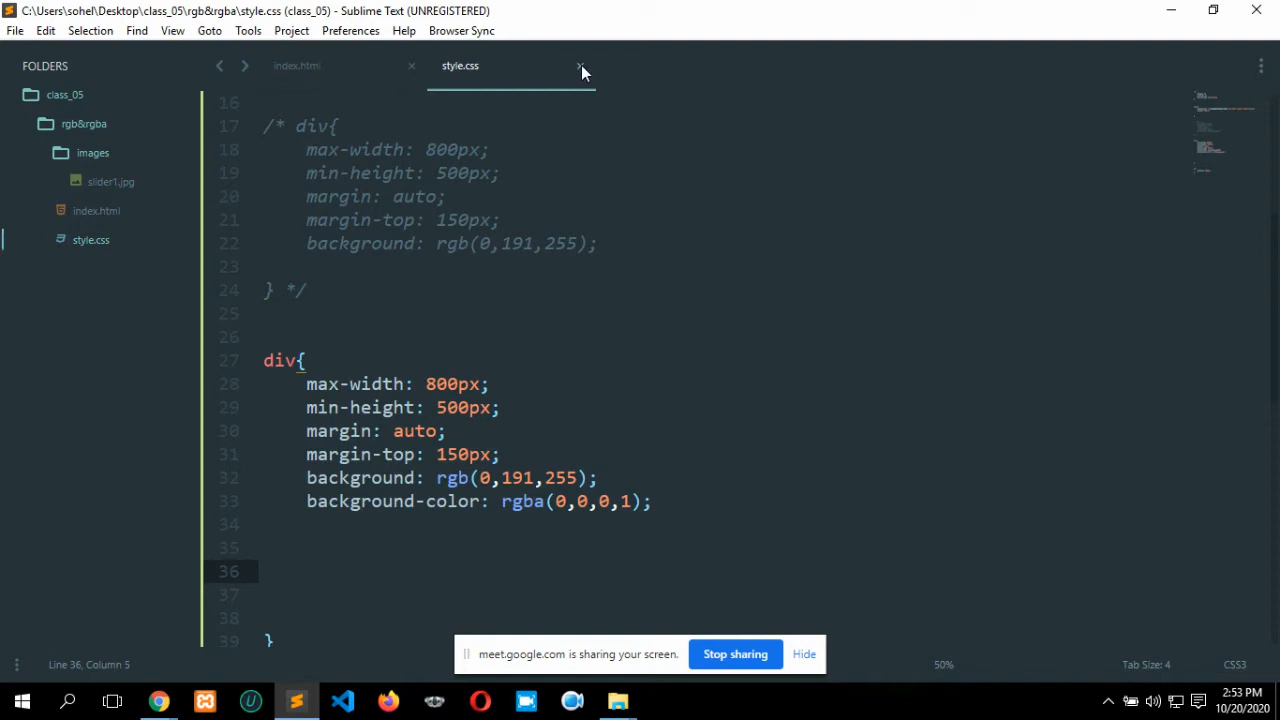 C:\Users\sohel\Desktop\class_05\rgb&rgba\style.css (class_05) - Sublime Text (UNREGISTERED)
File Edit Selection Find View Goto Tools Project Preferences Help Browser Sync
FOLDERS
class_05
rgb&rgba
images
slider1.jpg
index.html
style.css
index.html
style.css
16
17 /* div{
18 max-width: 800px;
19 min-height: 500px;
20 margin: auto;
21 margin-top: 150px;
22 background: rgb(0,191,255);
23
24 } */
25
26
27 div{
28 max-width: 800px;
29 min-height: 500px;
30 margin: auto;
31 margin-top: 150px;
32 background: rgb(0,191,255);
33 background-color: rgba(0,0,0,1);
34
35
36
37
38
39 }
meet.google.com is sharing your screen. Stop sharing Hide
Line 36, Column 5 50% Tab Size: 4 CSS3
2:53 PM
10/20/2020